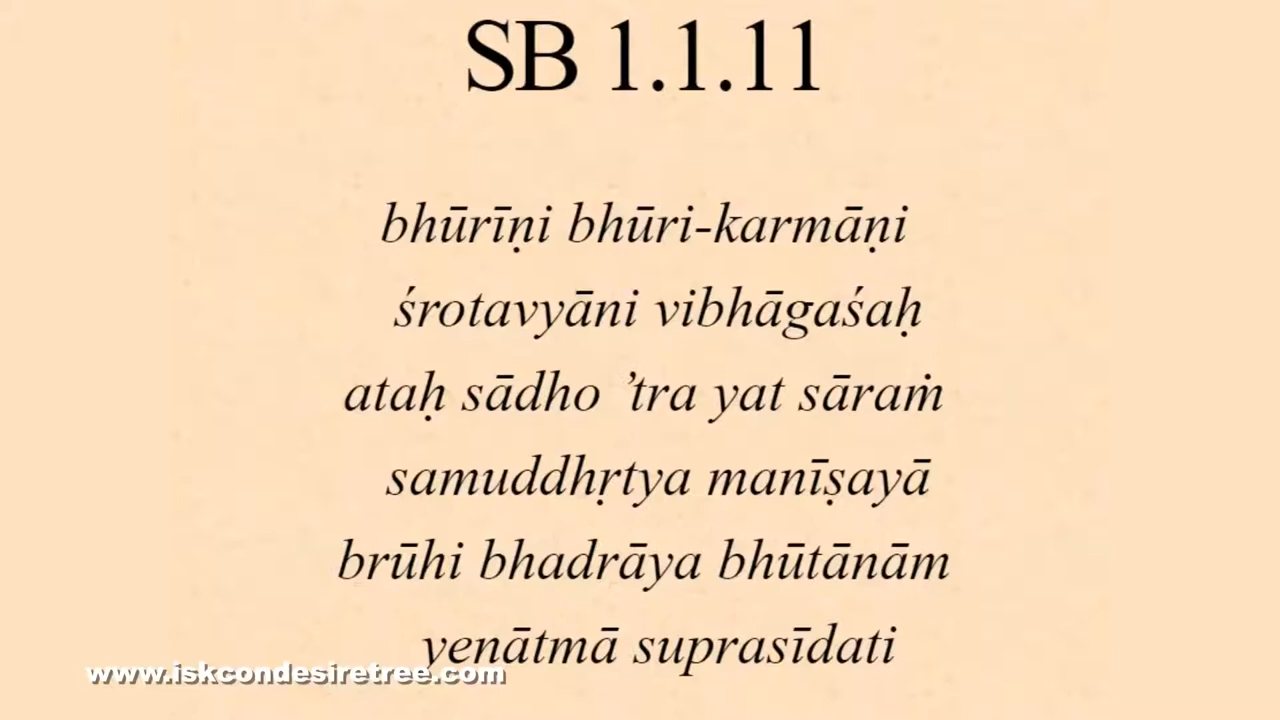 SB 1.1.11
bhūrīṇi bhūri-karmāṇi
śrotavyāni vibhāgaśaḥ
ataḥ sādho ’tra yat sāraṁ
samuddhṛtya manīṣayā
brūhi bhadrāya bhūtānām
yenātmā suprasīdati
www.iskcondesiretree.com